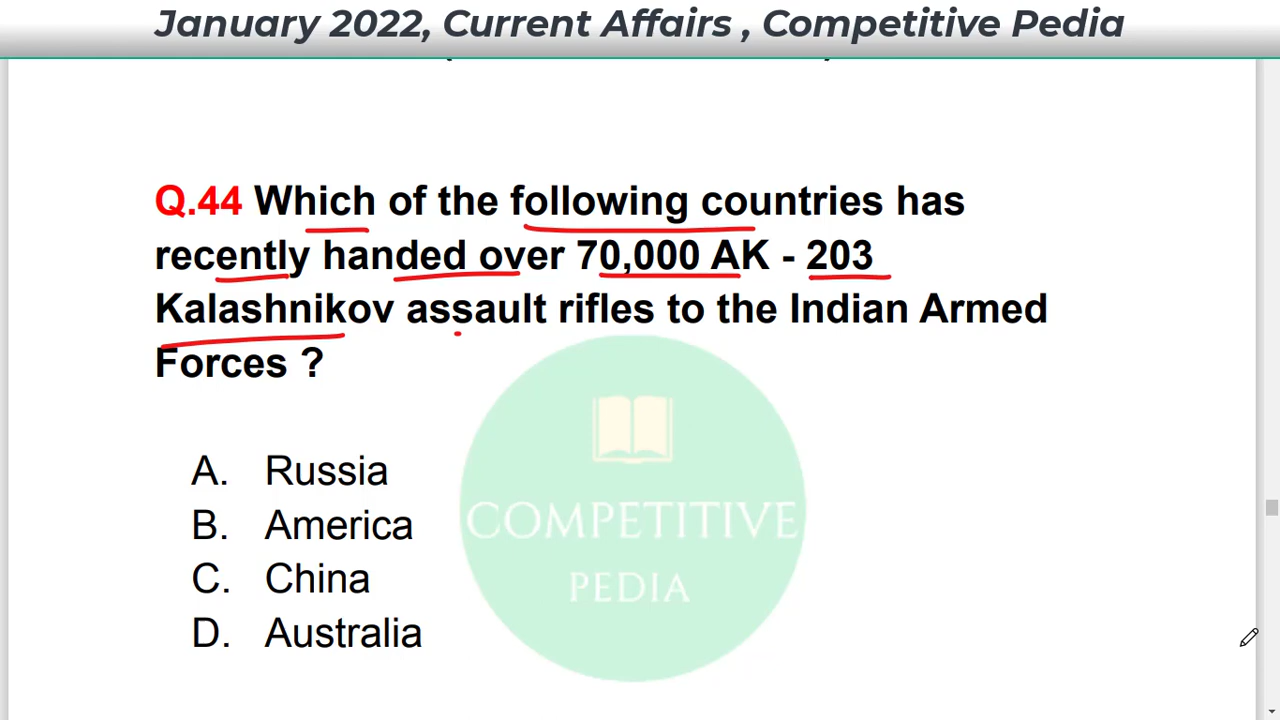 January 2022, Current Affairs , Competitive Pedia
Q.44 Which of the following countries has
recently handed over 70,000 AK - 203
Kalashnikov assault rifles to the Indian Armed
Forces ?
A. Russia
B. America
C. China
D. Australia
COMPETITIVE
PEDIA